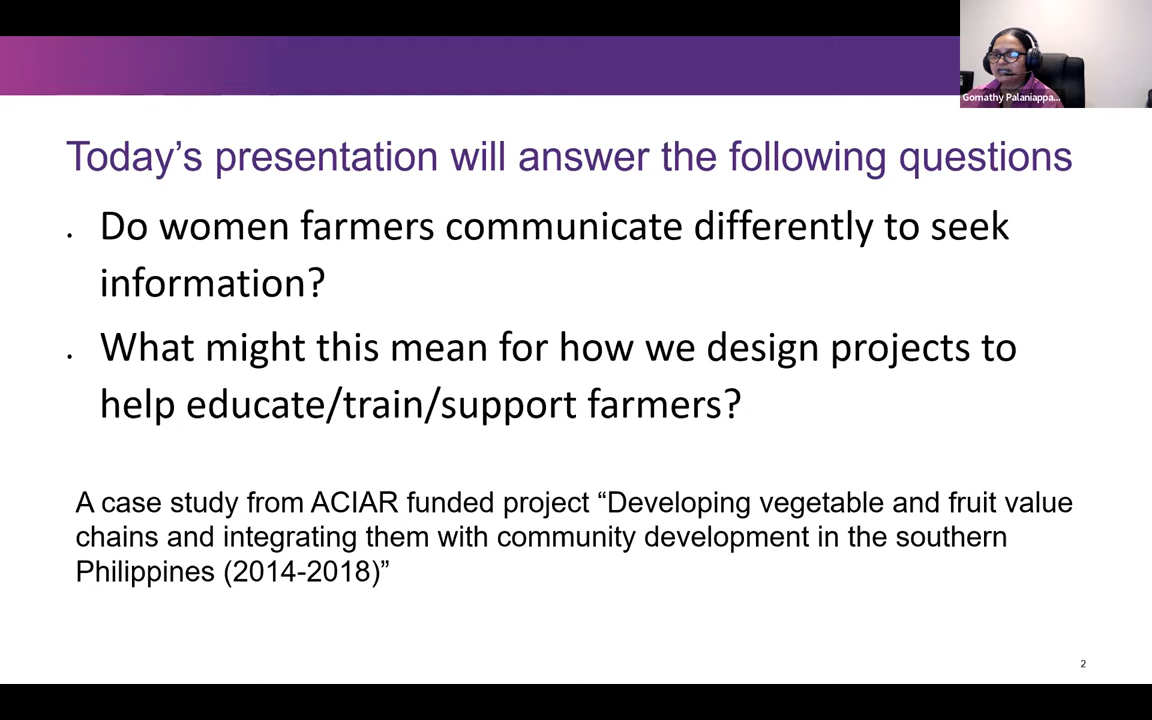 Gomathy Palaniappa...
Today’s presentation will answer the following questions
• Do women farmers communicate differently to seek
information?
• What might this mean for how we design projects to
help educate/train/support farmers?
A case study from ACIAR funded project “Developing vegetable and fruit value
chains and integrating them with community development in the southern
Philippines (2014-2018)”
2